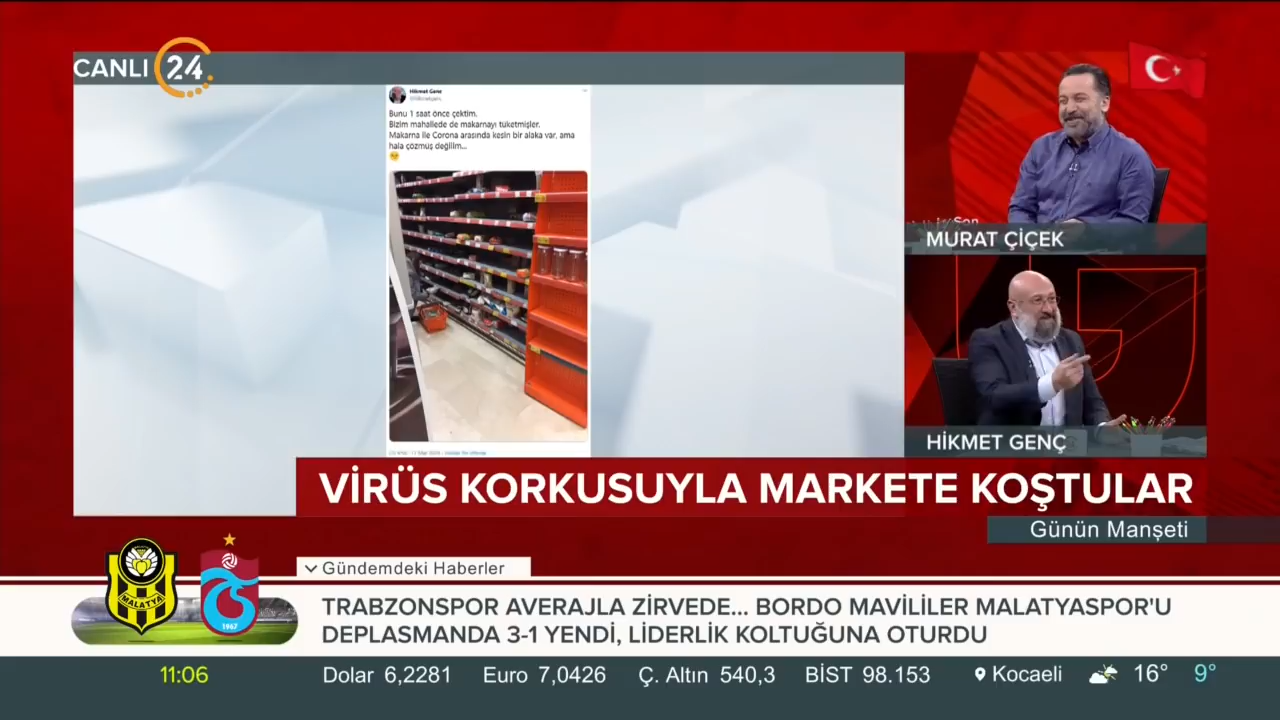 CANLI 24
Hikmet Genç
Bunu 1 saat önce çektim.
Bizim mahallede de makarnayı tüketmişler.
Makarna ile Corona arasında kesin bir alaka var, ama
hala çözmüş değilim...
MURAT ÇİÇEK
HİKMET GENÇ
VİRÜS KORKUSUYLA MARKETE KOŞTULAR
Günün Manşeti
Gündemdeki Haberler
MALATYA
1967
TRABZONSPOR AVERAJLA ZİRVEDE... BORDO MAVİLİLER MALATYASPOR'U
DEPLASMANDA 3-1 YENDİ, LİDERLİK KOLTUĞUNA OTURDU
11:06 Dolar 6,2281 Euro 7,0426 Ç. Altın 540,3 BİST 98.153 Kocaeli 16° 9°